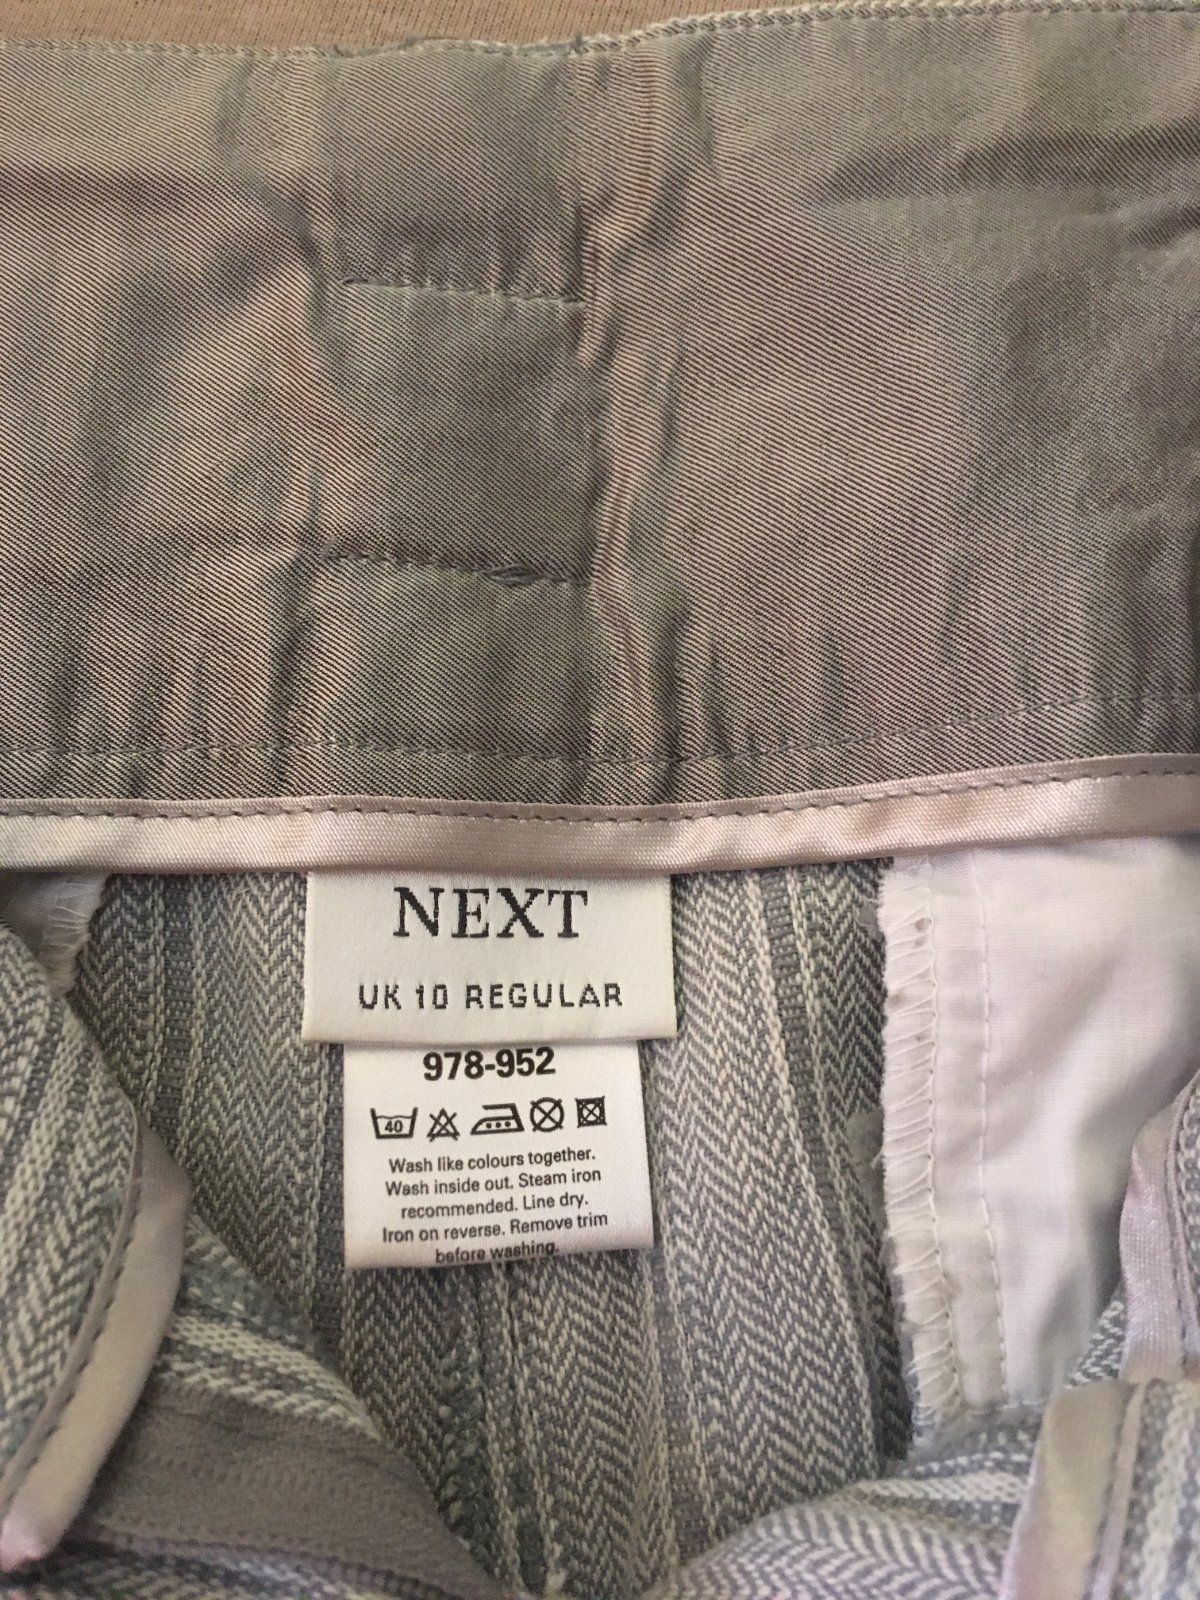 NEXT
UK 10 REGULAR
978-952
40
Wash like colours together.
Wash inside out. Steam iron
recommended. Line dry.
Iron on reverse. Remove trim
before washing.